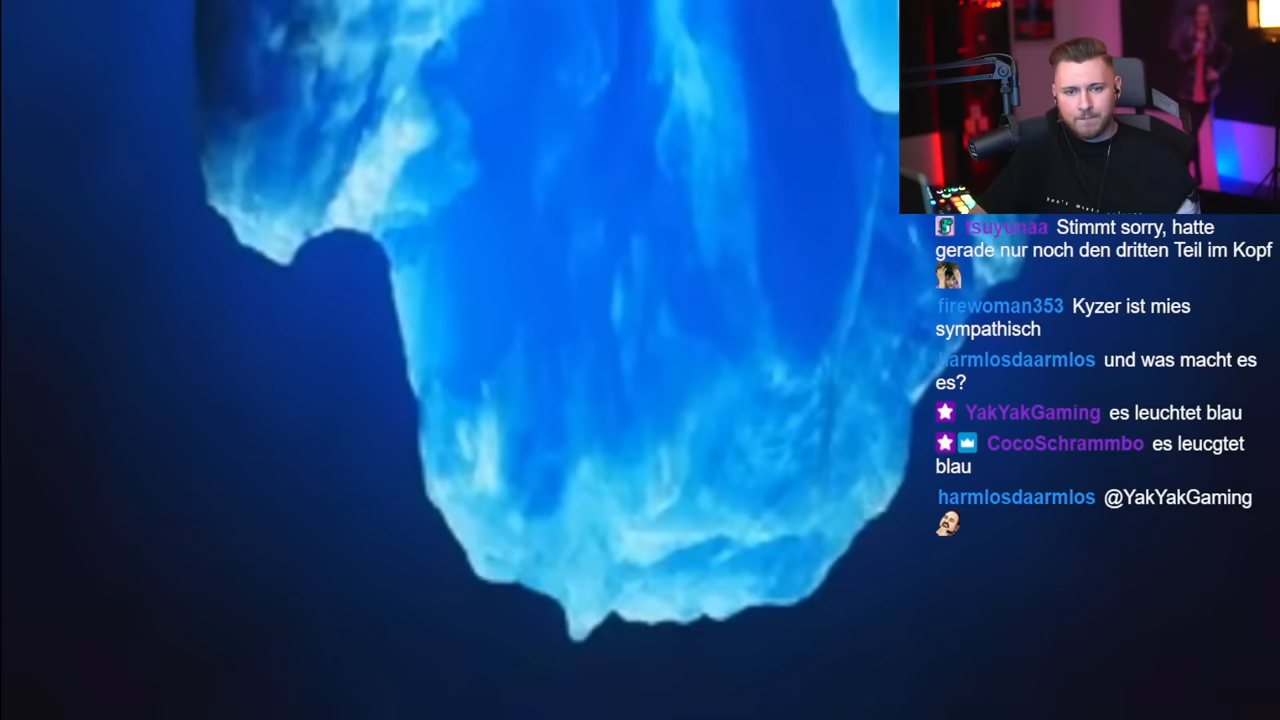 tsuyunaa Stimmt sorry, hatte
gerade nur noch den dritten Teil im Kopf
firewoman353 Kyzer ist mies
sympathisch
harmlosdaarmlos und was macht es
es?
YakYakGaming es leuchtet blau
CocoSchrammbo es leucgtet
blau
harmlosdaarmlos @YakYakGaming